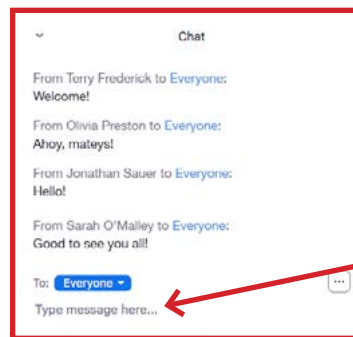 Chat
From Terry Frederick to Everyone:
Welcome!
From Olivia Preston to Everyone:
Ahoy, mateys!
From Jonathan Sauer to Everyone:
Hello!
From Sarah O'Malley to Everyone:
Good to see you all!
To: Everyone
Type message here...